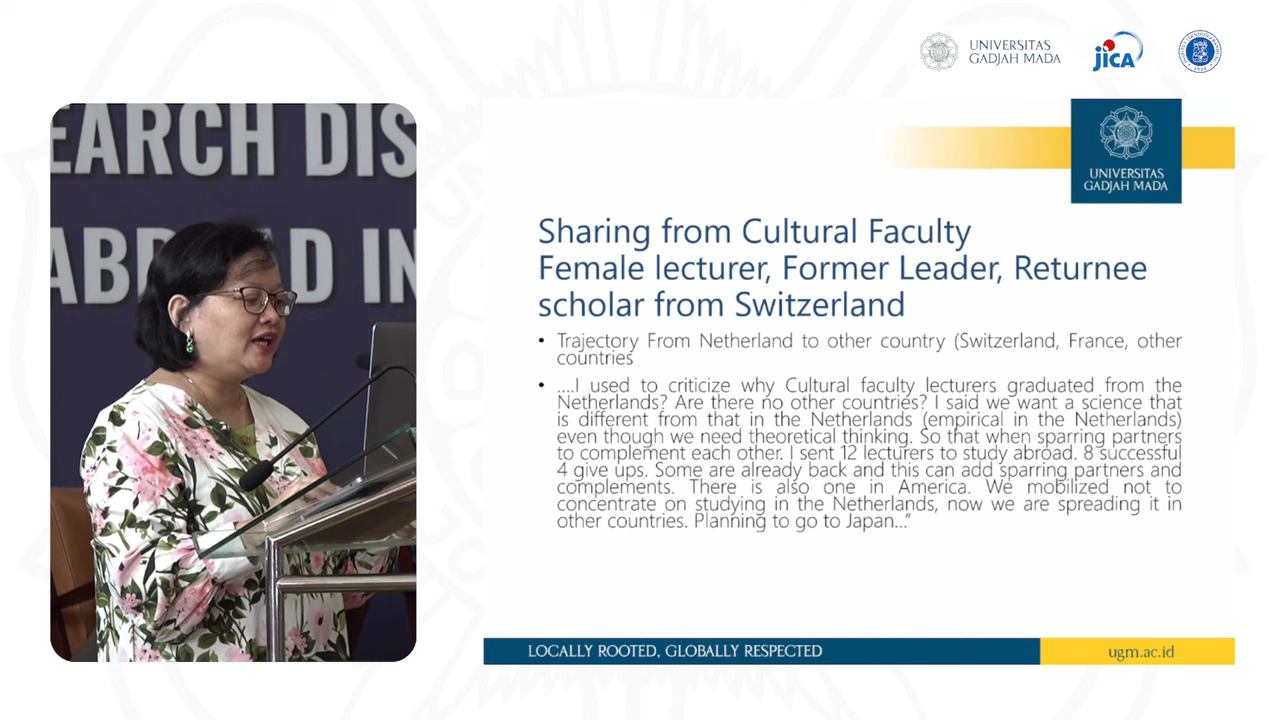 UNIVERSITAS
GADJAH MADA
JICA
EARCH DIS
ABROAD IN
UNIVERSITAS
GADJAH MADA
Sharing from Cultural Faculty
Female lecturer, Former Leader, Returnee
scholar from Switzerland
• Trajectory From Netherland to other country (Switzerland, France, other
countries
• ....I used to criticize why Cultural faculty lecturers graduated from the
Netherlands? Are there no other countries? I said we want a science that
is different from that in the Netherlands (empirical in the Netherlands)
even though we need theoretical thinking. So that when sparring partners
to complement each other. I sent 12 lecturers to study abroad. 8 successful
4 give ups. Some are already back and this can add sparring partners and
complements. There is also one in America. We mobilized not to
concentrate on studying in the Netherlands, now we are spreading it in
other countries. Planning to go to Japan..."
LOCALLY ROOTED, GLOBALLY RESPECTED
ugm.ac.id